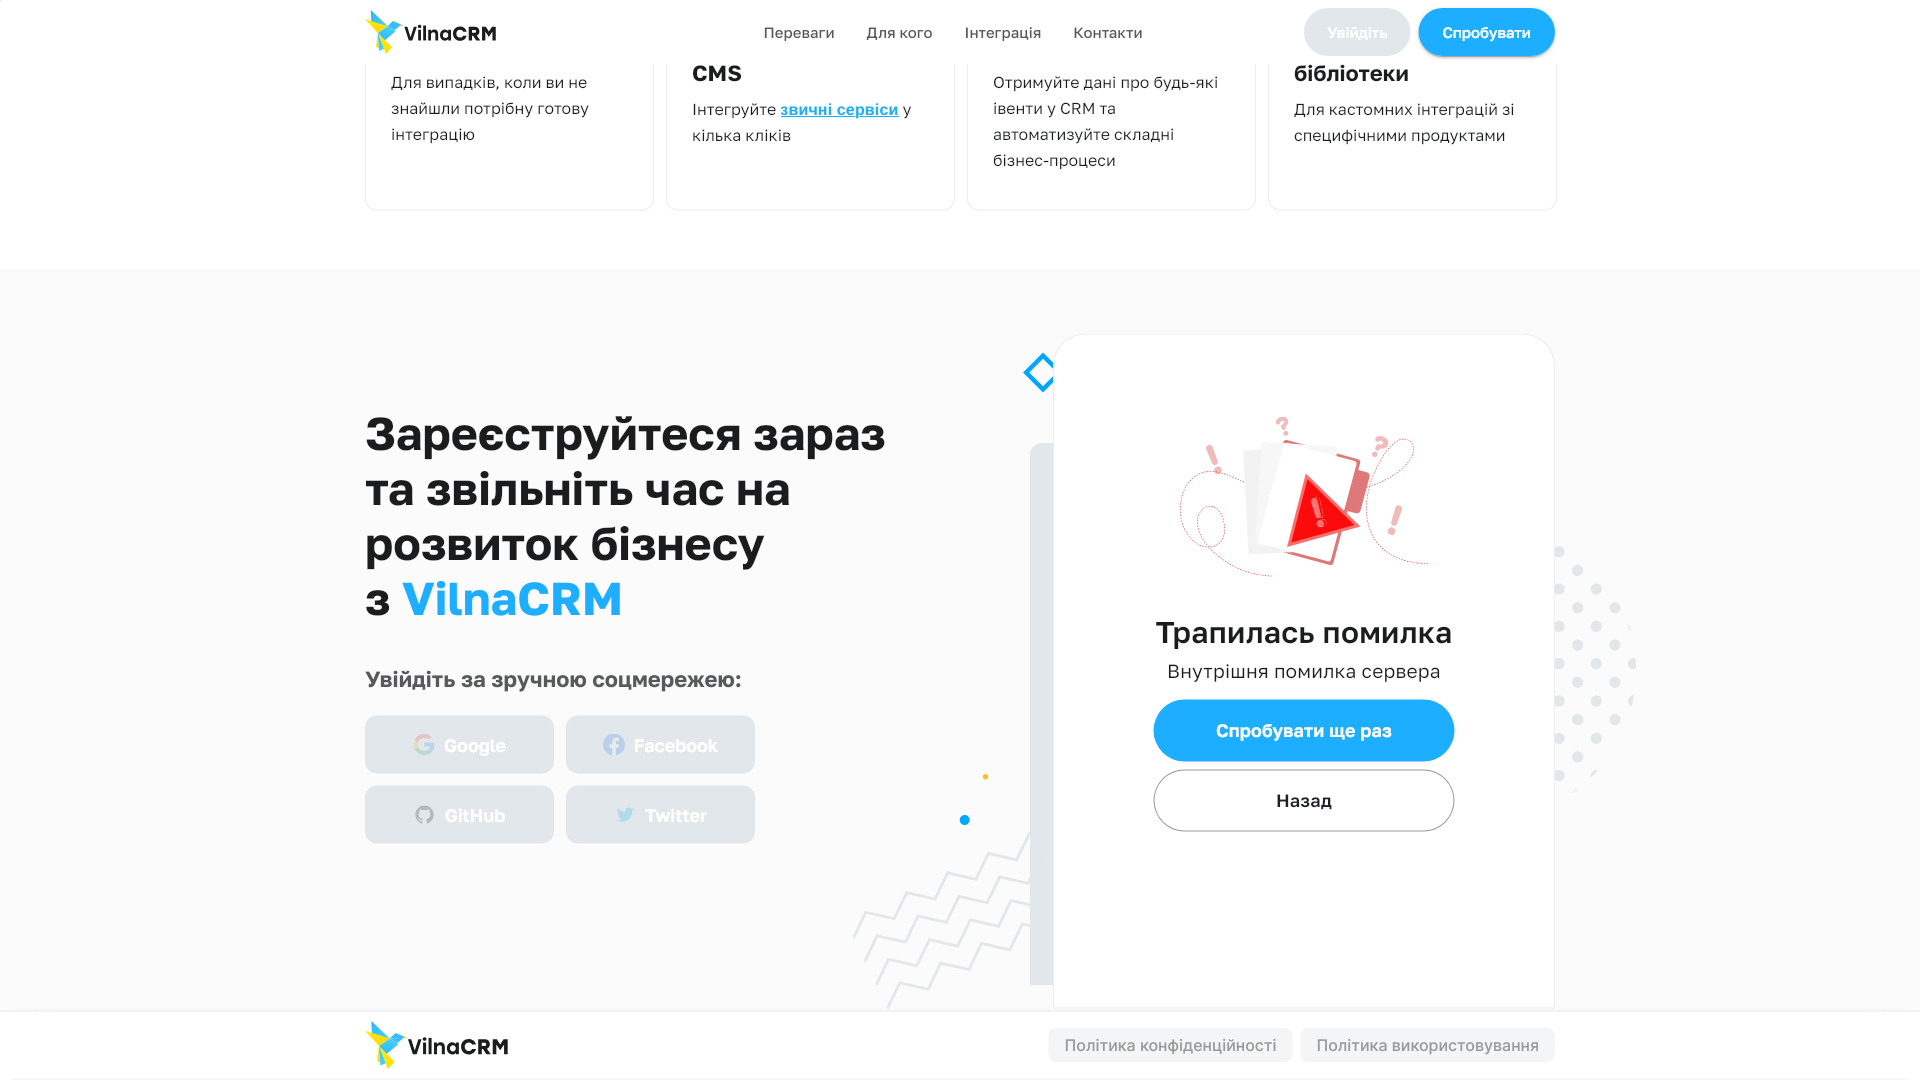 VilnaCRM
Переваги
Для кого
Інтеграція
Контакти
Увійдіть
Спробувати
Для випадків, коли ви не
знайшли потрібну готову
інтеграцію
CMS
Інтегруйте звичні сервіси у
кілька кліків
Отримуйте дані про будь-які
івенти у CRM та
автоматизуйте складні
бізнес-процеси
бібліотеки
Для кастомних інтеграцій зі
специфічними продуктами
Зареєструйтеся зараз
та звільніть час на
розвиток бізнесу
з VilnaCRM
Увійдіть за зручною соцмережею:
Google
Facebook
GitHub
Twitter
Трапилась помилка
Внутрішня помилка сервера
Спробувати ще раз
Назад
VilnaCRM
Політика конфіденційності
Політика використовування